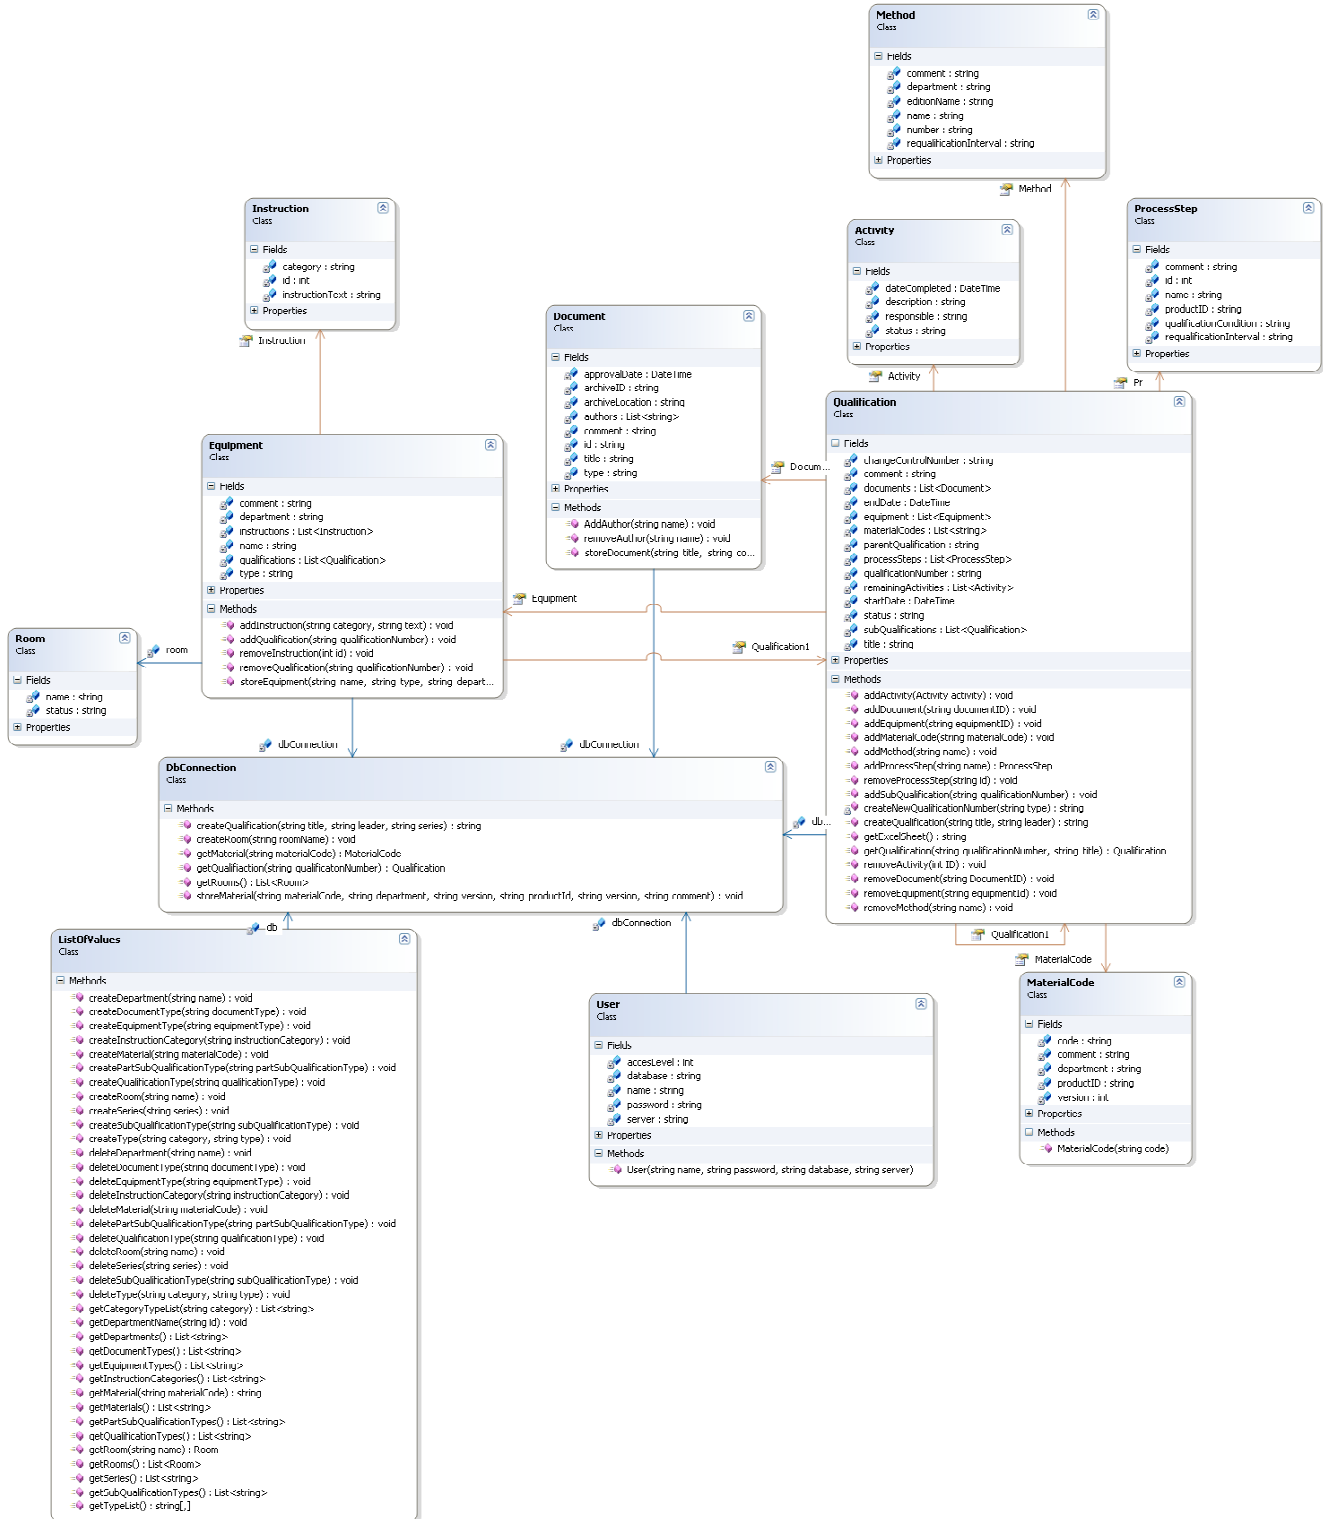 Method
Class
Fields
comment : string
department : string
editionName : string
name : string
number : string
requalificationInterval : string
Properties
Method
Instruction
Class
Fields
category : string
id : int
instructionText : string
Properties
Instruction
Activity
Class
Fields
dateCompleted : DateTime
description : string
responsible : string
status : string
Properties
Activity
ProcessStep
Class
Fields
comment : string
id : int
name : string
productID : string
qualificationCondition : string
requalificationInterval : string
Properties
Pr
Document
Class
Fields
approvalDate : DateTime
archiveID : string
archiveLocation : string
authors : List<string>
comment : string
id : string
title : string
type : string
Properties
Methods
AddAuthor(string name) : void
removeAuthor(string name) : void
storeDocument(string title, string co...
Docum...
Equipment
Class
Fields
comment : string
department : string
instructions : List<Instruction>
name : string
qualifications : List<Qualification>
type : string
Properties
Methods
addInstruction(string category, string text) : void
addQualification(string qualificationNumber) : void
removeInstruction(int id) : void
removeQualification(string qualificationNumber) : void
storeEquipment(string name, string type, string depart...
Equipment
Qualification1
Qualification
Class
Fields
changeControlNumber : string
comment : string
documents : List<Document>
endDate : DateTime
equipment : List<Equipment>
materialCodes : List<string>
parentQualification : string
processSteps : List<ProcessStep>
qualificationNumber : string
remainingActivities : List<Activity>
startDate : DateTime
status : string
subQualifications : List<Qualification>
title : string
Properties
Methods
addActivity(Activity activity) : void
addDocument(string documentID) : void
addEquipment(string equipmentID) : void
addMaterialCode(string materialCode) : void
addMethod(string name) : void
addProcessStep(string name) : ProcessStep
removeProcessStep(string id) : void
addSubQualification(string qualificationNumber) : void
createNewQualificationNumber(string type) : string
createQualification(string title, string leader) : string
getExcelSheet() : string
getQualification(string qualificationNumber, string title) : Qualification
removeActivity(int ID) : void
removeDocument(string DocumentID) : void
removeEquipment(string equipmentId) : void
removeMethod(string name) : void
Room
Class
Fields
name : string
status : string
Properties
room
dbConnection
dbConnection
db...
DbConnection
Class
Methods
createQualification(string title, string leader, string series) : string
createRoom(string roomName) : void
getMaterial(string materialCode) : MaterialCode
getQualifiaction(string qualificatonNumber) : Qualification
getRooms() : List<Room>
storeMaterial(string materialCode, string department, string version, string productId, string version, string comment) : void
db
dbConnection
Qualification1
MaterialCode
ListOfValues
Class
Methods
createDepartment(string name) : void
createDocumentType(string documentType) : void
createEquipmentType(string equipmentType) : void
createInstructionCategory(string instructionCategory) : void
createMaterial(string materialCode) : void
createPartSubQualificationType(string partSubQualificationType) : void
createQualificationType(string qualificationType) : void
createRoom(string name) : void
createSeries(string series) : void
createSubQualificationType(string subQualificationType) : void
createType(string category, string type) : void
deleteDepartment(string name) : void
deleteDocumentType(string documentType) : void
deleteEquipmentType(string equipmentType) : void
deleteInstructionCategory(string instructionCategory) : void
deleteMaterial(string materialCode) : void
deletePartSubQualificationType(string partSubQualificationType) : void
deleteQualificationType(string qualificationType) : void
deleteRoom(string name) : void
deleteSeries(string series) : void
deleteSubQualificationType(string subQualificationType) : void
deleteType(string category, string type) : void
getCategoryTypeList(string category) : List<string>
getDepartmentName(string id) : void
getDepartments() : List<string>
getDocumentTypes() : List<string>
getEquipmentTypes() : List<string>
getInstructionCategories() : List<string>
getMaterial(string materialCode) : string
getMaterials() : List<string>
getPartSubQualificationTypes() : List<string>
getQualificationTypes() : List<string>
getRoom(string name) : Room
getRooms() : List<Room>
getSeries() : List<string>
getSubQualificationTypes() : List<string>
getTypeList() : string[,]
User
Class
Fields
accesLevel : int
database : string
name : string
password : string
server : string
Properties
Methods
User(string name, string password, string database, string server)
MaterialCode
Class
Fields
code : string
comment : string
department : string
productID : string
version : int
Properties
Methods
MaterialCode(string code)